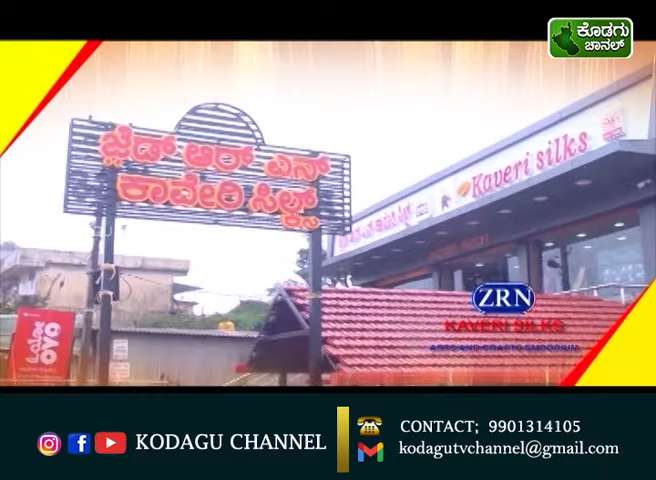 ಕೊಡಗು
ಚಾನಲ್
ಜೆಡ್ ಆರ್ ಎನ್
ಕಾವೇರಿ ಸಿಲ್ಕ್ಸ್
Kaveri silks
OYO
ZRN
KAVERI SILKS
ARTS AND CRAFTS EMPORIUM
KODAGU CHANNEL
CONTACT; 9901314105
kodagutvchannel@gmail.com